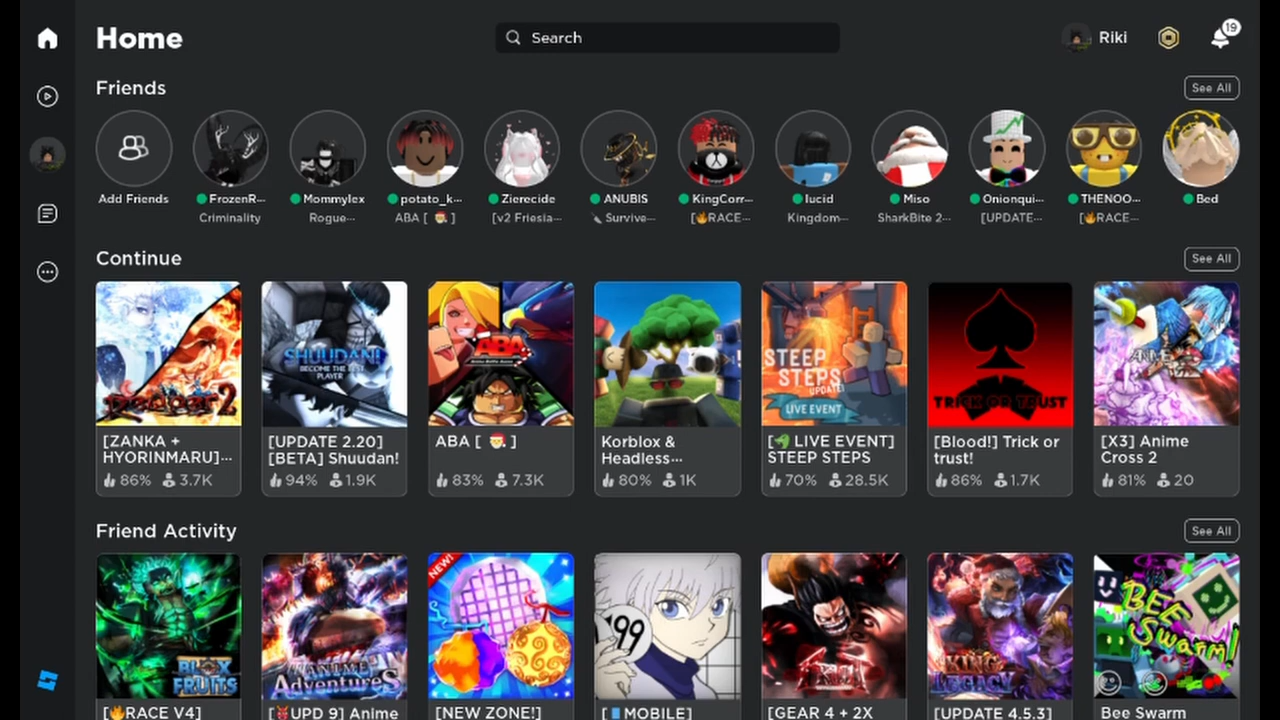 Home
Search
Riki
19
Friends
See All
Add Friends
FrozenR···
Mommylex
potato_k···
Zierecide
ANUBIS
KingCorr···
lucid
Miso
Onionqui···
THENOO···
Bed
Criminality
Rogue···
ABA [ 🎅 ]
[v2 Friesia···
🔪 Survive···
[🔥RACE···
Kingdom···
SharkBite 2···
[UPDATE···
[🔥RACE···
Continue
See All
SHUUDAN!
BECOME THE BEST
PLAYER
ABA
STEEP
STEPS
UPDATE!
LIVE EVENT
TRICK OR TRUST
[ZANKA +
HYORINMARU]···
86% 3.7K
[UPDATE 2.20]
[BETA] Shuudan!
94% 1.9K
ABA [ 🎅 ]
83% 7.3K
Korblox &
Headless···
80% 1K
[🐲 LIVE EVENT]
STEEP STEPS
70% 28.5K
[Blood!] Trick or
trust!
86% 1.7K
[X3] Anime
Cross 2
81% 20
Friend Activity
See All
BLOX
FRUITS
ANIME
Adventures
NEW!
99
KING
LEGACY
BEE
Swarm!
[🔥RACE V4]
[👹UPD 9] Anime
[NEW ZONE!]
[📱MOBILE]
[GEAR 4 + 2X
[UPDATE 4.5.3]
Bee Swarm